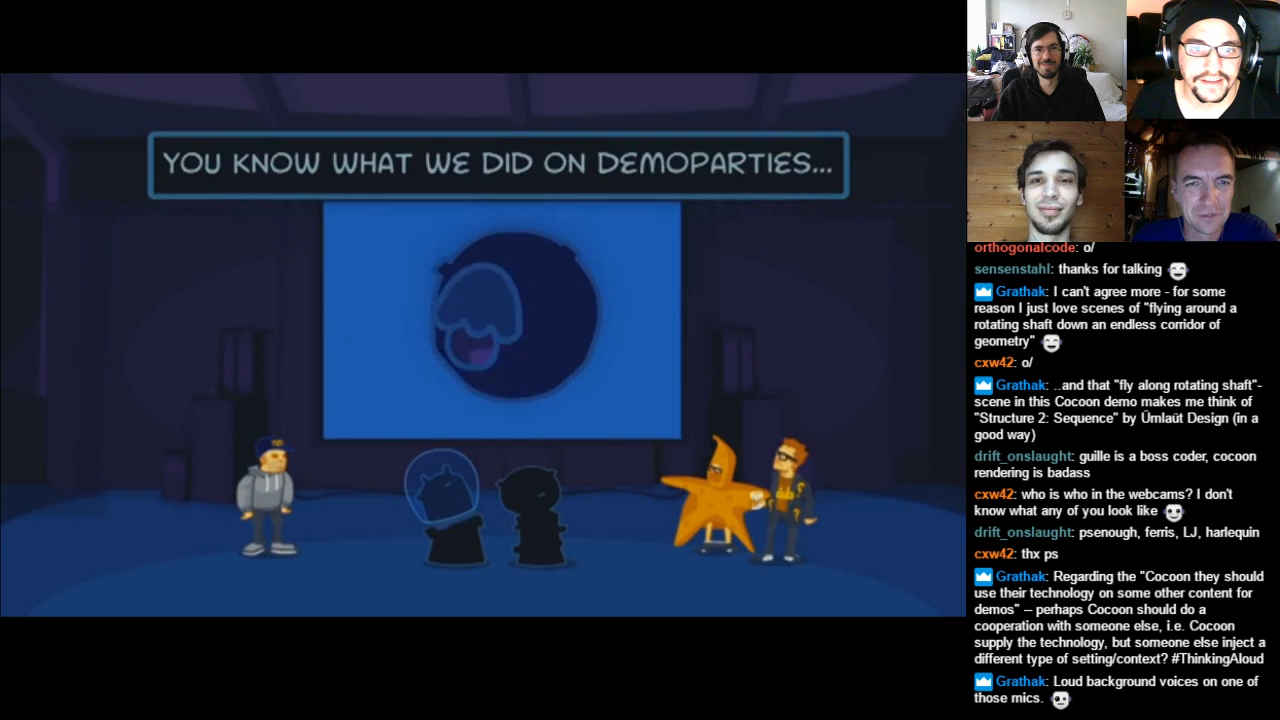 YOU KNOW WHAT WE DID ON DEMOPARTIES...
orthogonalcode: o/
sensenstahl: thanks for talking
Grathak: I can't agree more - for some
reason I just love scenes of "flying around a
rotating shaft down an endless corridor of
geometry"
cxw42: o/
Grathak: ..and that "fly along rotating shaft"-
scene in this Cocoon demo makes me think of
"Structure 2: Sequence" by Ümlaüt Design (in a
good way)
drift_onslaught: guille is a boss coder, cocoon
rendering is badass
cxw42: who is who in the webcams? I don't
know what any of you look like
drift_onslaught: psenough, ferris, LJ, harlequin
cxw42: thx ps
Grathak: Regarding the "Cocoon they should
use their technology on some other content for
demos" -- perhaps Cocoon should do a
cooperation with someone else, i.e. Cocoon
supply the technology, but someone else inject a
different type of setting/context? #ThinkingAloud
Grathak: Loud background voices on one of
those mics.